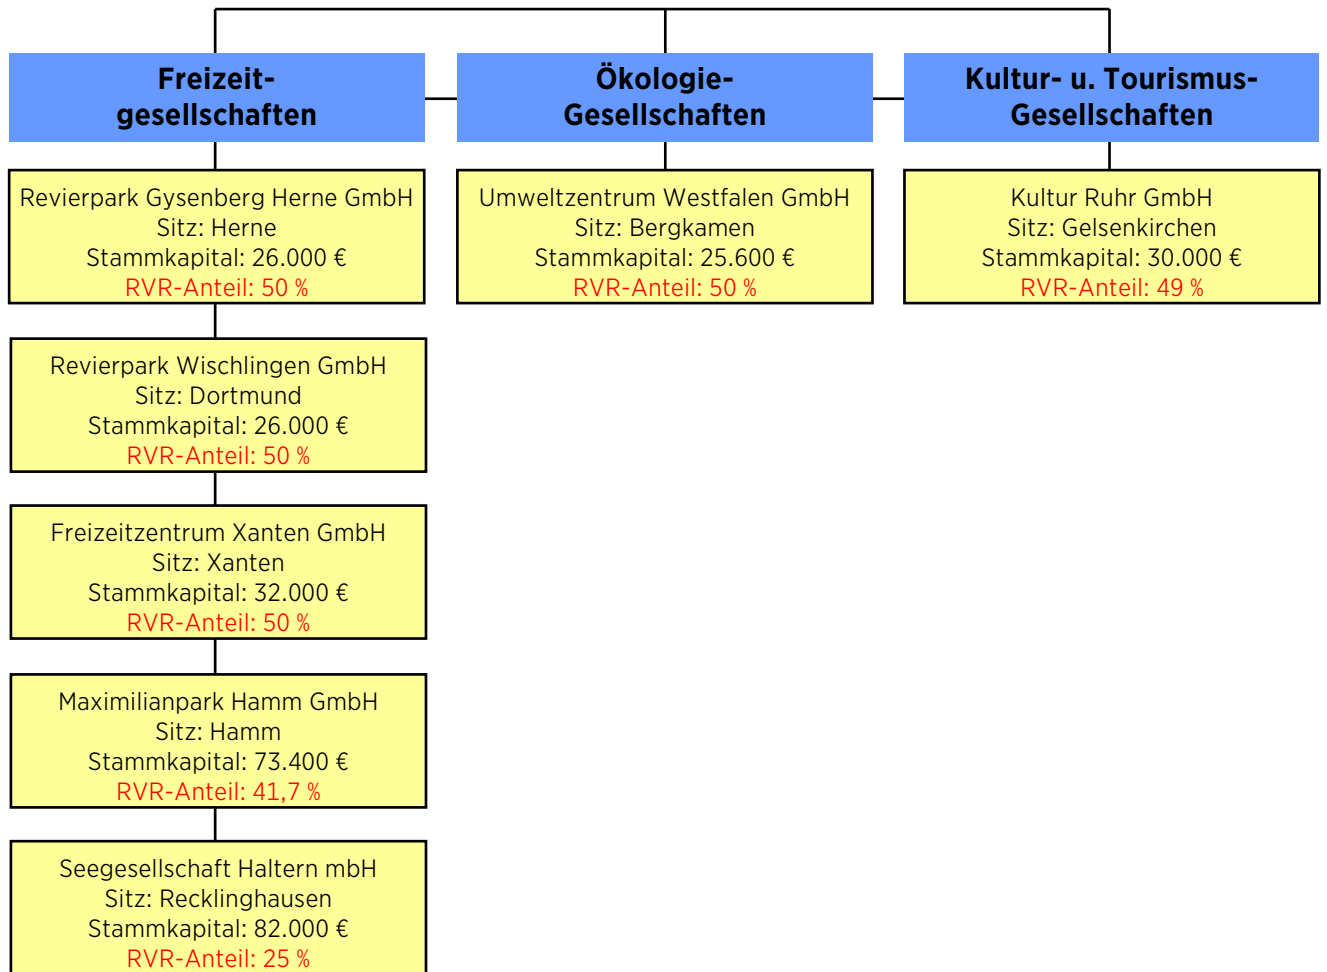 Freizeit-
gesellschaften
Ökologie-
Gesellschaften
Kultur- u. Tourismus-
Gesellschaften
Revierpark Gysenberg Herne GmbH
Sitz: Herne
Stammkapital: 26.000 €
RVR-Anteil: 50 %
Umweltzentrum Westfalen GmbH
Sitz: Bergkamen
Stammkapital: 25.600 €
RVR-Anteil: 50 %
Kultur Ruhr GmbH
Sitz: Gelsenkirchen
Stammkapital: 30.000 €
RVR-Anteil: 49 %
Revierpark Wischlingen GmbH
Sitz: Dortmund
Stammkapital: 26.000 €
RVR-Anteil: 50 %
Freizeitzentrum Xanten GmbH
Sitz: Xanten
Stammkapital: 32.000 €
RVR-Anteil: 50 %
Maximilianpark Hamm GmbH
Sitz: Hamm
Stammkapital: 73.400 €
RVR-Anteil: 41,7 %
Seegesellschaft Haltern mbH
Sitz: Recklinghausen
Stammkapital: 82.000 €
RVR-Anteil: 25 %